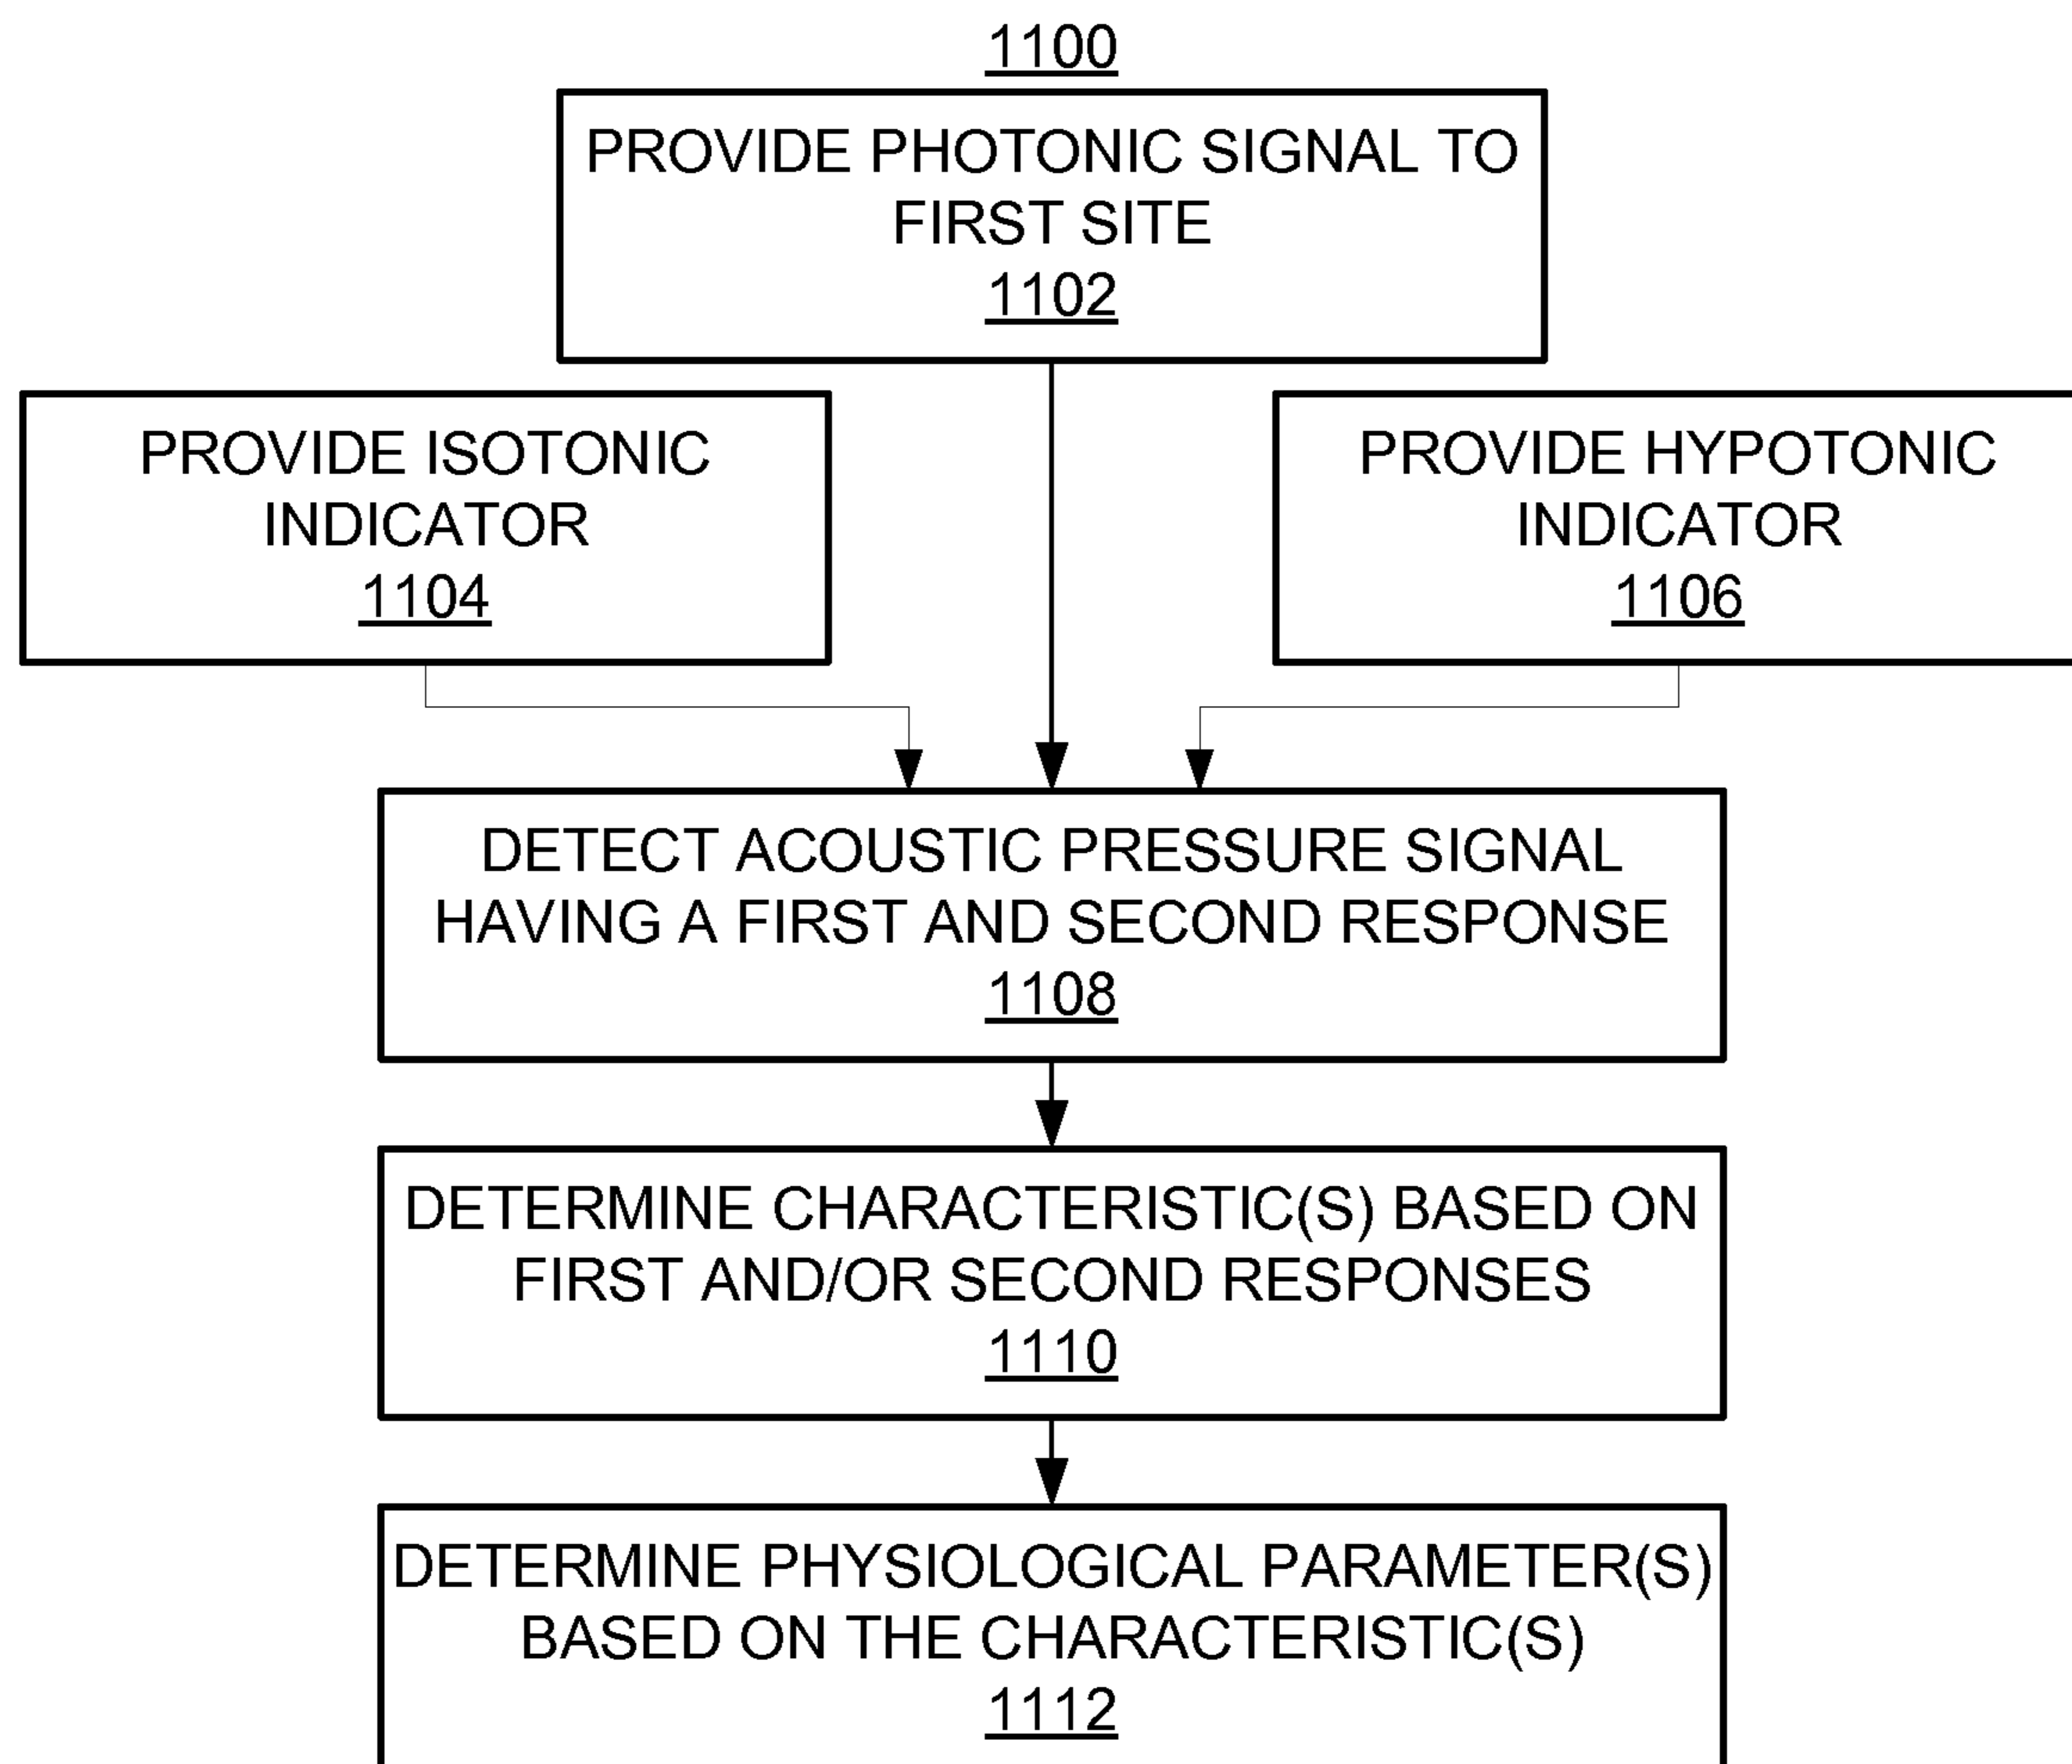 1100
PROVIDE PHOTONIC SIGNAL TO
FIRST SITE
1102
PROVIDE ISOTONIC
INDICATOR
1104
PROVIDE HYPOTONIC
INDICATOR
1106
DETECT ACOUSTIC PRESSURE SIGNAL
HAVING A FIRST AND SECOND RESPONSE
1108
DETERMINE CHARACTERISTIC(S) BASED ON
FIRST AND/OR SECOND RESPONSES
1110
DETERMINE PHYSIOLOGICAL PARAMETER(S)
BASED ON THE CHARACTERISTIC(S)
1112